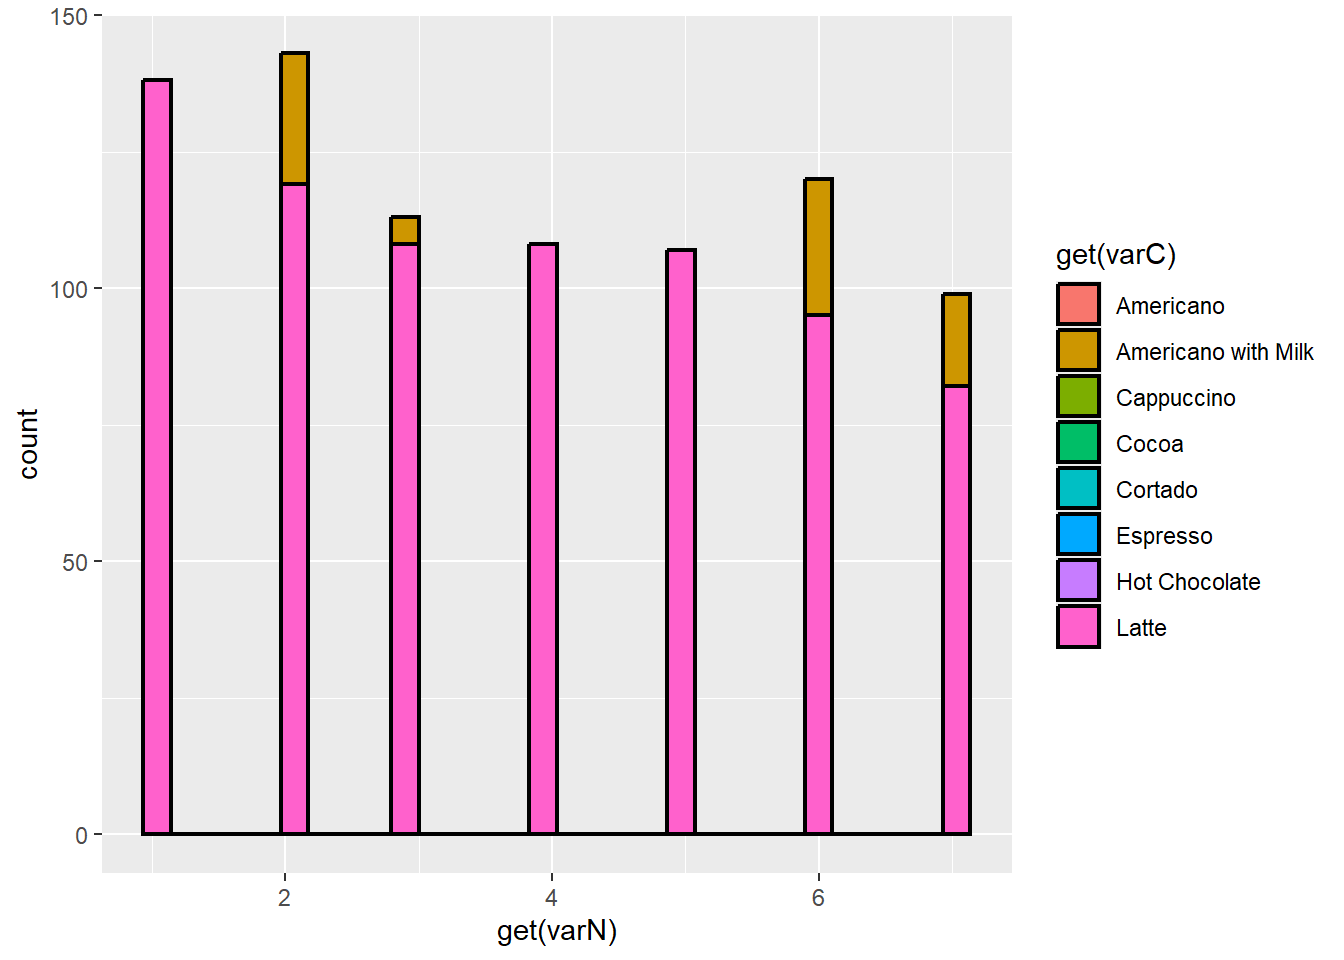 150
100
50
0
count
2
4
6
get(varN)
get(varC)
Americano
Americano with Milk
Cappuccino
Cocoa
Cortado
Espresso
Hot Chocolate
Latte